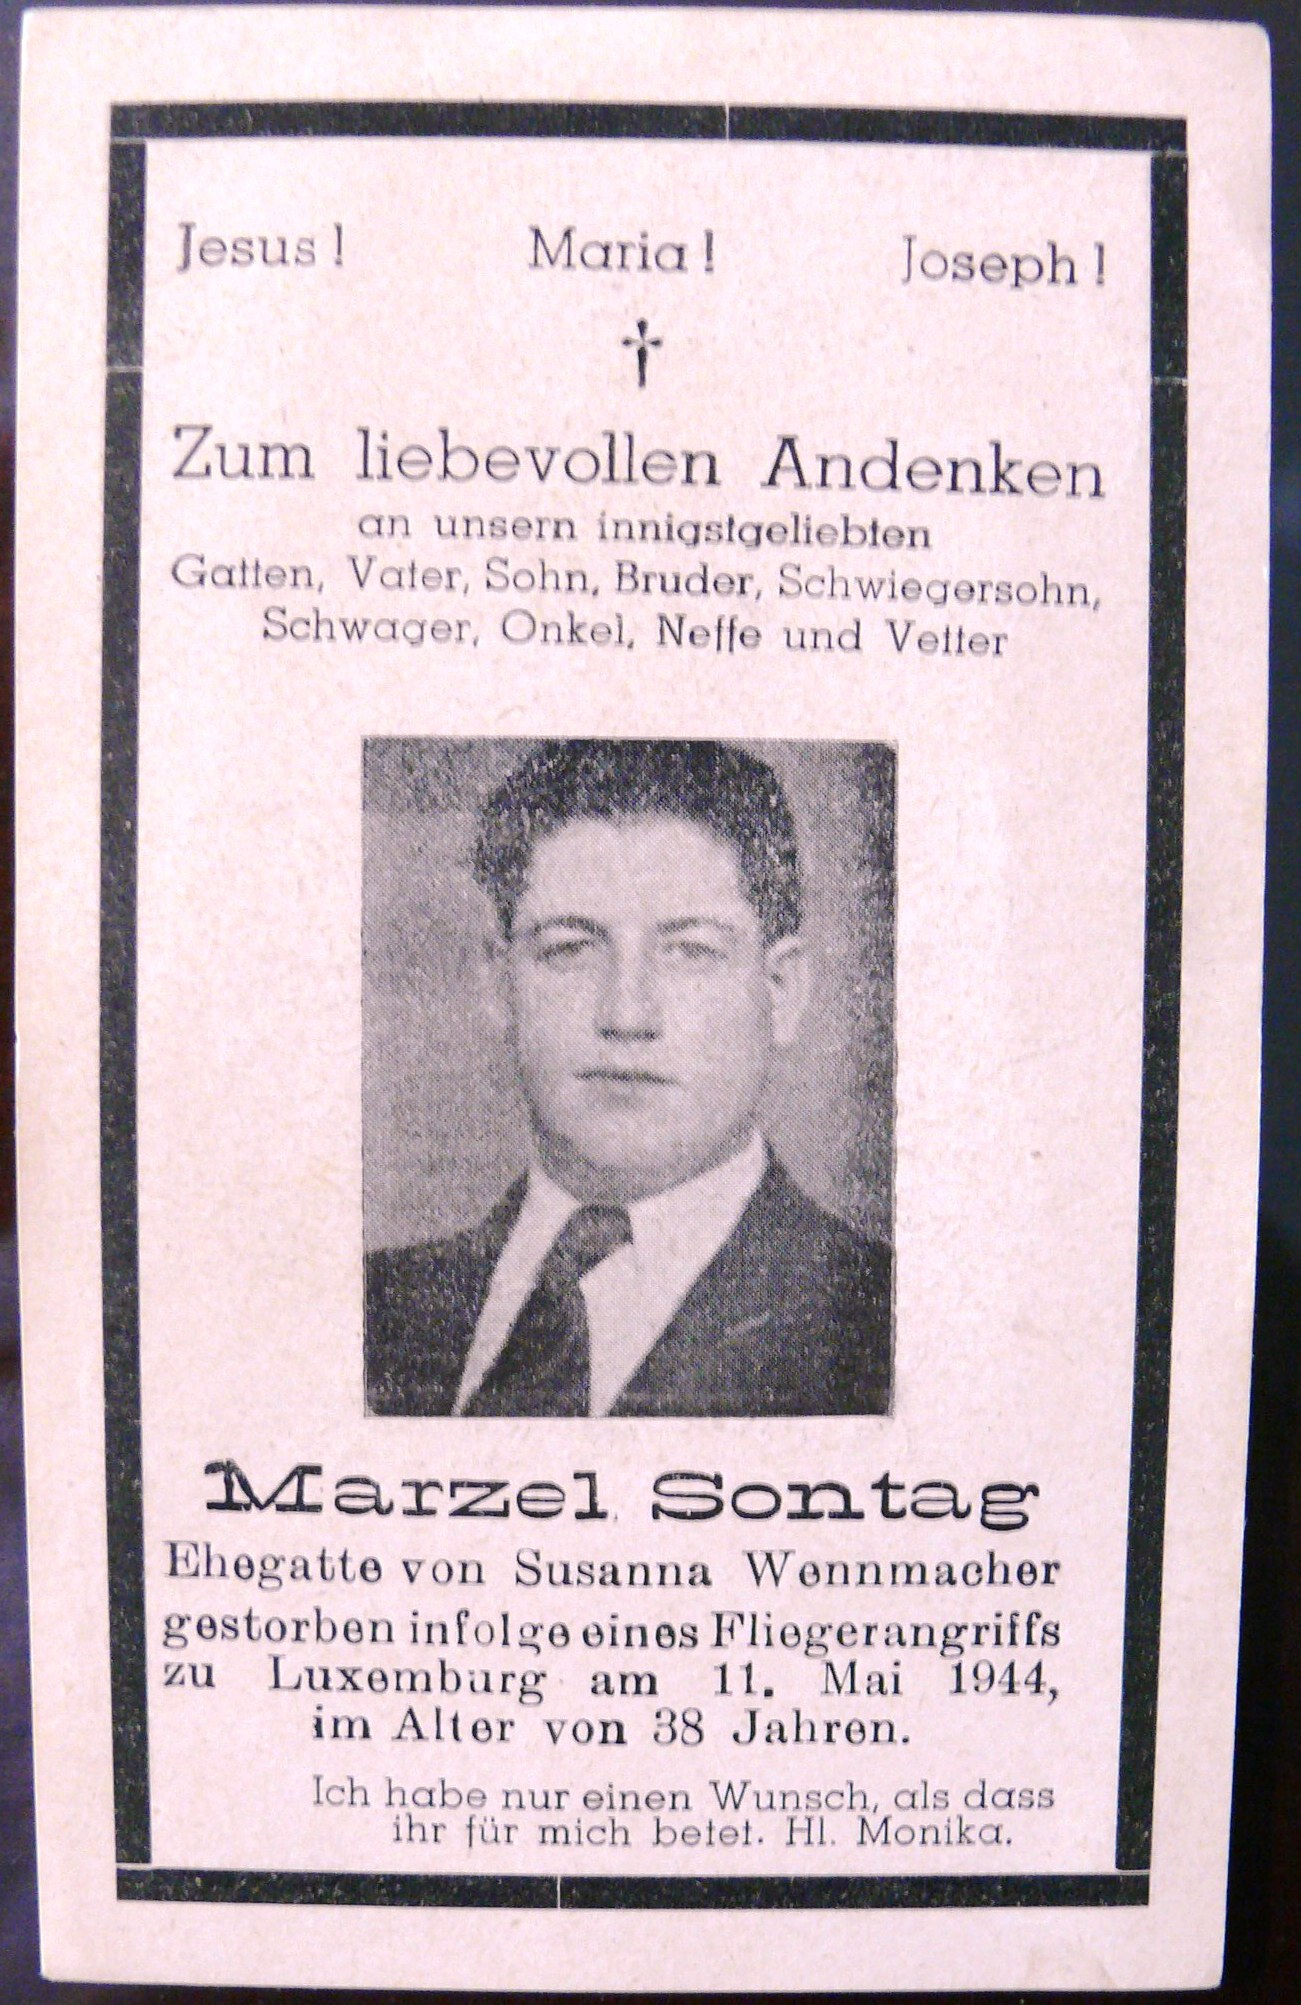 Jesus! Maria! Joseph!
†
Zum liebevollen Andenken
an unsern innigstgeliebten
Gatten, Vater, Sohn, Bruder, Schwiegersohn,
Schwager, Onkel, Neffe und Vetter
Marzel Sontag
Ehegatte von Susanna Wennmacher
gestorben infolge eines Fliegerangriffs
zu Luxemburg am 11. Mai 1944,
im Alter von 38 Jahren.
Ich habe nur einen Wunsch, als dass
ihr für mich betet. Hl. Monika.